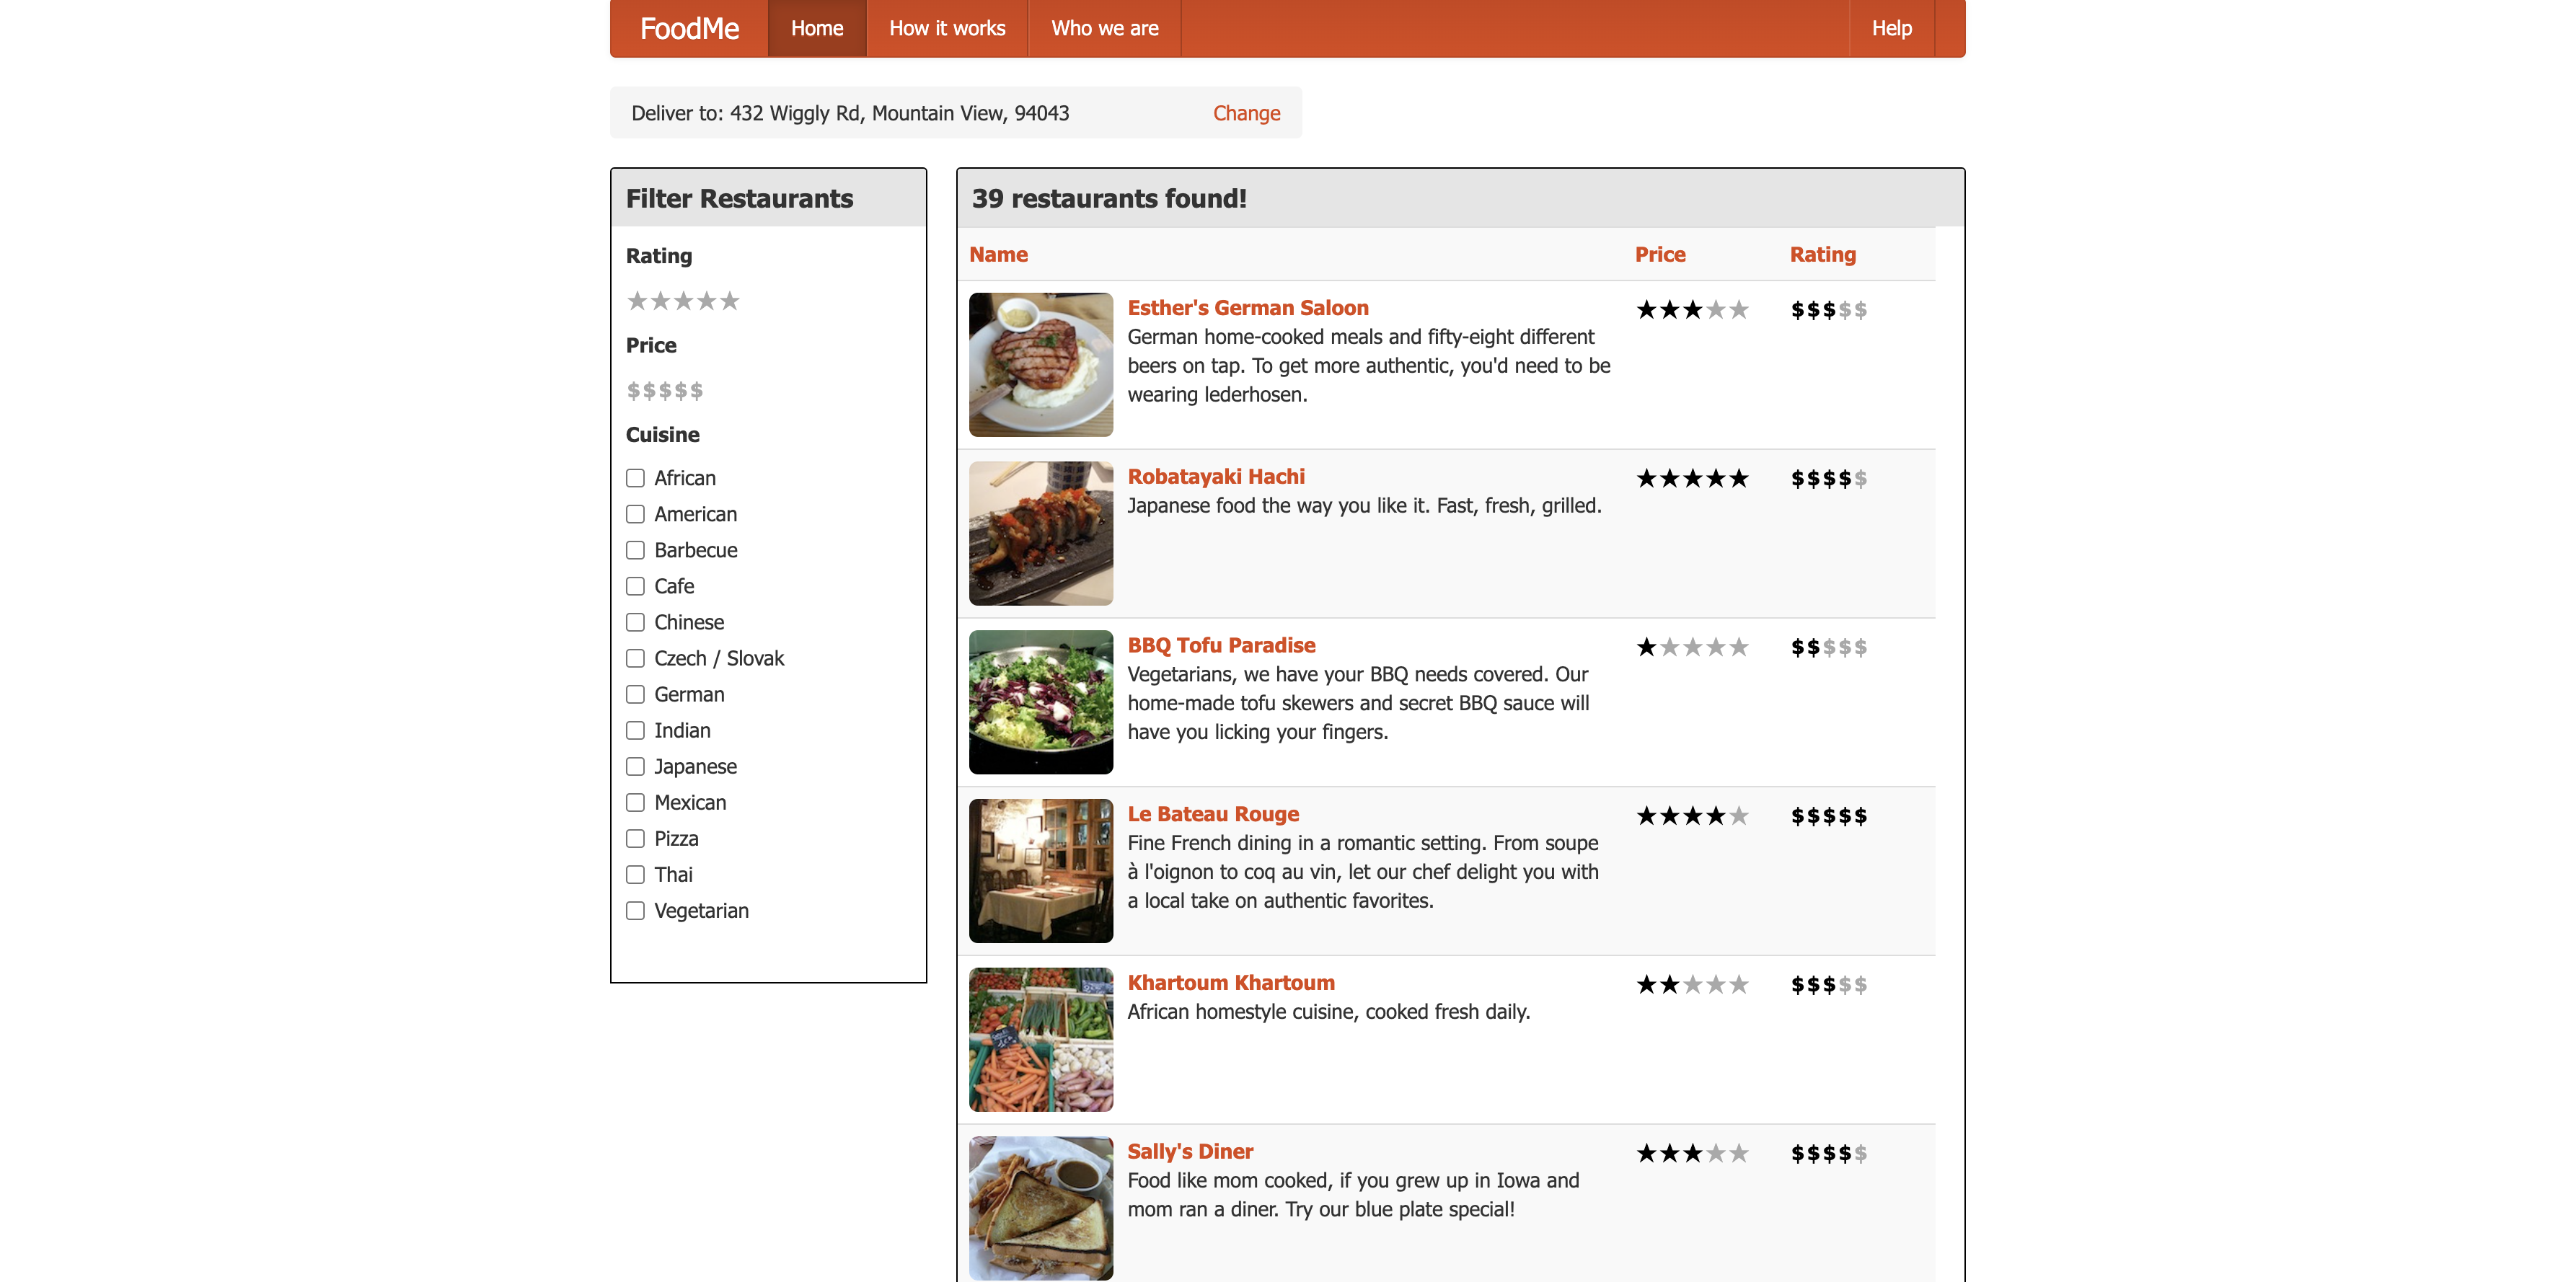 FoodMe Home How it works Who we are Help
Deliver to: 432 Wiggly Rd, Mountain View, 94043 Change
Filter Restaurants
Rating
★★★★★
Price
$$$$$
Cuisine
African
American
Barbecue
Cafe
Chinese
Czech / Slovak
German
Indian
Japanese
Mexican
Pizza
Thai
Vegetarian
39 restaurants found!
Name Price Rating
Esther's German Saloon ★★★★★ $$$$$
German home-cooked meals and fifty-eight different
beers on tap. To get more authentic, you'd need to be
wearing lederhosen.
Robatayaki Hachi ★★★★★ $$$$$
Japanese food the way you like it. Fast, fresh, grilled.
BBQ Tofu Paradise ★★★★★ $$$$$
Vegetarians, we have your BBQ needs covered. Our
home-made tofu skewers and secret BBQ sauce will
have you licking your fingers.
Le Bateau Rouge ★★★★★ $$$$$
Fine French dining in a romantic setting. From soupe
à l'oignon to coq au vin, let our chef delight you with
a local take on authentic favorites.
Khartoum Khartoum ★★★★★ $$$$$
African homestyle cuisine, cooked fresh daily.
Sally's Diner ★★★★★ $$$$$
Food like mom cooked, if you grew up in Iowa and
mom ran a diner. Try our blue plate special!